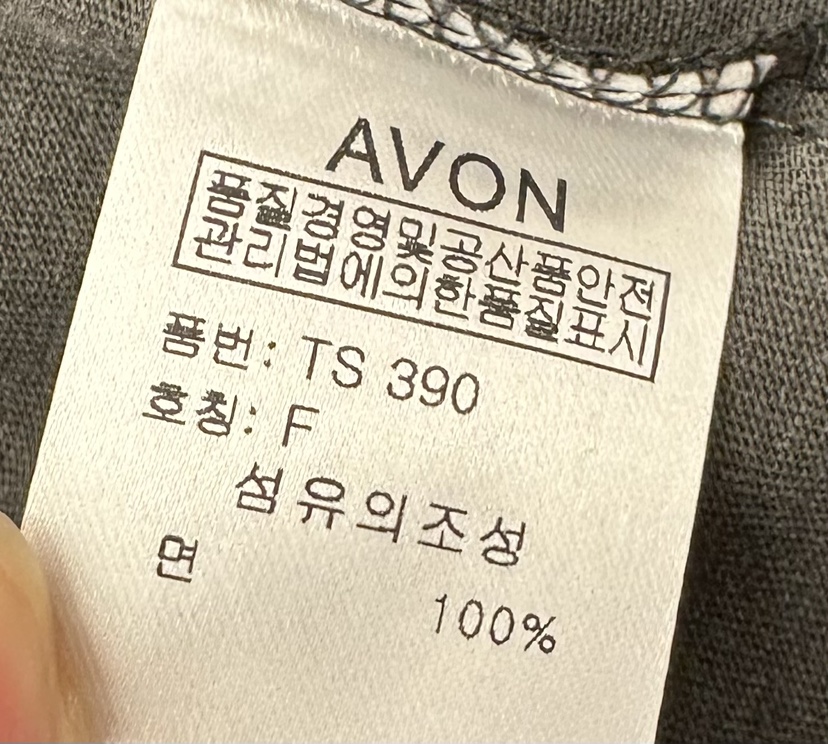 AVON
품질경영및공산품안전
관리법에의한품질표시
품번: TS 390
호칭: F
섬유의조성
면
100%